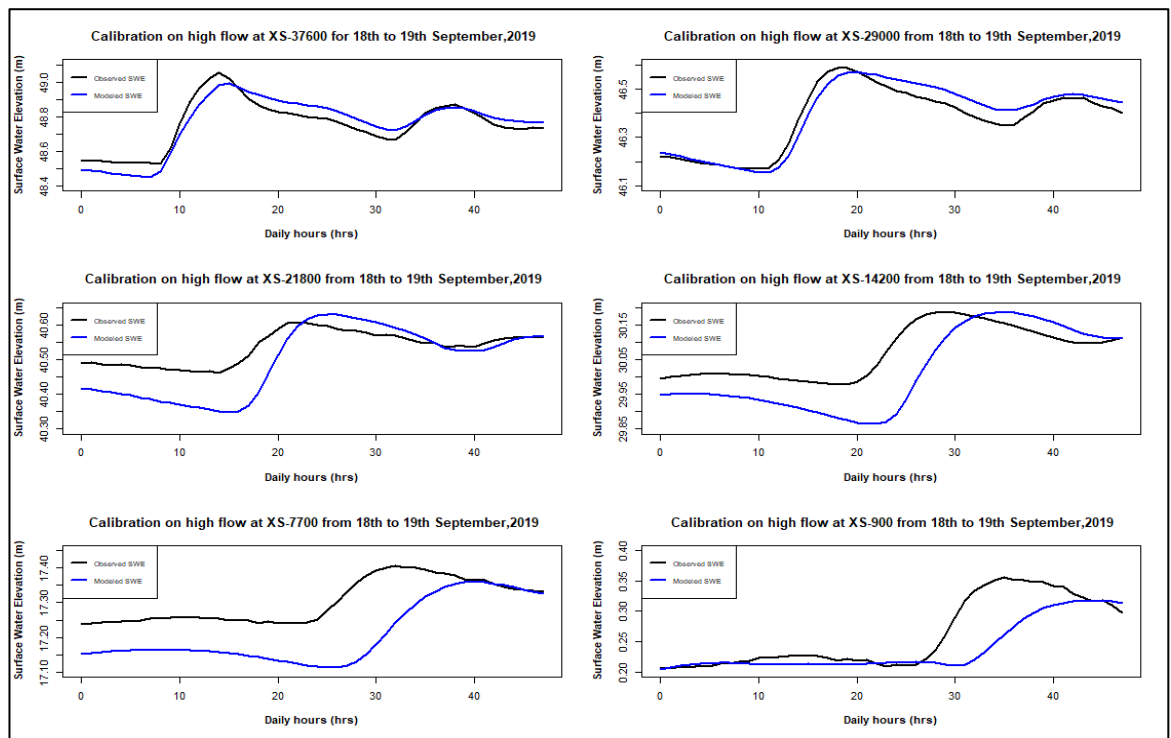 Calibration on high flow at XS-37600 for 18th to 19th September,2019
Surface Water Elevation (m)
49.0
48.8
48.6
48.4
Observed SWE
Modeled SWE
0 10 20 30 40
Daily hours (hrs)
Calibration on high flow at XS-29000 from 18th to 19th September,2019
Surface Water Elevation (m)
46.5
46.3
46.1
Observed SWE
Modeled SWE
0 10 20 30 40
Daily hours (hrs)
Calibration on high flow at XS-21800 from 18th to 19th September,2019
Surface Water Elevation (m)
40.60
40.50
40.40
40.30
Observed SWE
Modeled SWE
0 10 20 30 40
Daily hours (hrs)
Calibration on high flow at XS-14200 from 18th to 19th September,2019
Surface Water Elevation (m)
30.15
30.05
29.95
29.85
Observed SWE
Modeled SWE
0 10 20 30 40
Daily hours (hrs)
Calibration on high flow at XS-7700 from 18th to 19th September,2019
Surface Water Elevation (m)
17.40
17.30
17.20
17.10
Observed SWE
Modeled SWE
0 10 20 30 40
Daily hours (hrs)
Calibration on high flow at XS-900 from 18th to 19th September,2019
Surface Water Elevation (m)
0.40
0.35
0.30
0.25
0.20
Observed SWE
Modeled SWE
0 10 20 30 40
Daily hours (hrs)